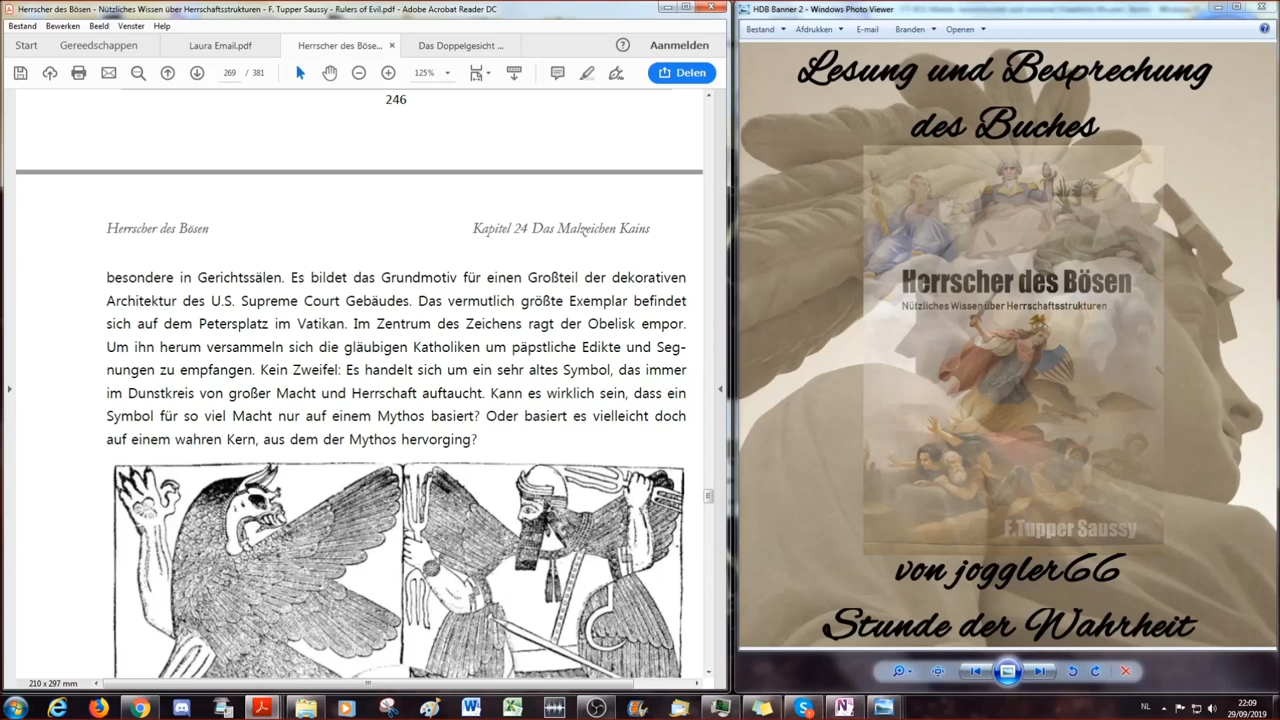 Herrscher des Bösen - Nützliches Wissen über Herrschaftsstrukturen - F. Tupper Saussy - Rulers of Evil.pdf - Adobe Acrobat Reader DC
Bestand Bewerken Beeld Venster Help
Start Gereedschappen Laura Email.pdf Herrscher des Böse... × Das Doppelgesicht ... Aanmelden
269 / 381 125% Delen
246
Herrscher des Bösen Kapitel 24 Das Malzeichen Kains
besondere in Gerichtssälen. Es bildet das Grundmotiv für einen Großteil der dekorativen
Architektur des U.S. Supreme Court Gebäudes. Das vermutlich größte Exemplar befindet
sich auf dem Petersplatz im Vatikan. Im Zentrum des Zeichens ragt der Obelisk empor.
Um ihn herum versammeln sich die gläubigen Katholiken um päpstliche Edikte und Seg-
nungen zu empfangen. Kein Zweifel: Es handelt sich um ein sehr altes Symbol, das immer
im Dunstkreis von großer Macht und Herrschaft auftaucht. Kann es wirklich sein, dass ein
Symbol für so viel Macht nur auf einem Mythos basiert? Oder basiert es vielleicht doch
auf einem wahren Kern, aus dem der Mythos hervorging?
210 x 297 mm
HDB Banner 2 - Windows Photo Viewer
Bestand Afdrukken E-mail Branden Openen
Lesung und Besprechung
des Buches
Herrscher des Bösen
Nützliches Wissen über Herrschaftsstrukturen
F.Tupper Saussy
von joggler66
Stunde der Wahrheit
NL 22:09
29/09/2019